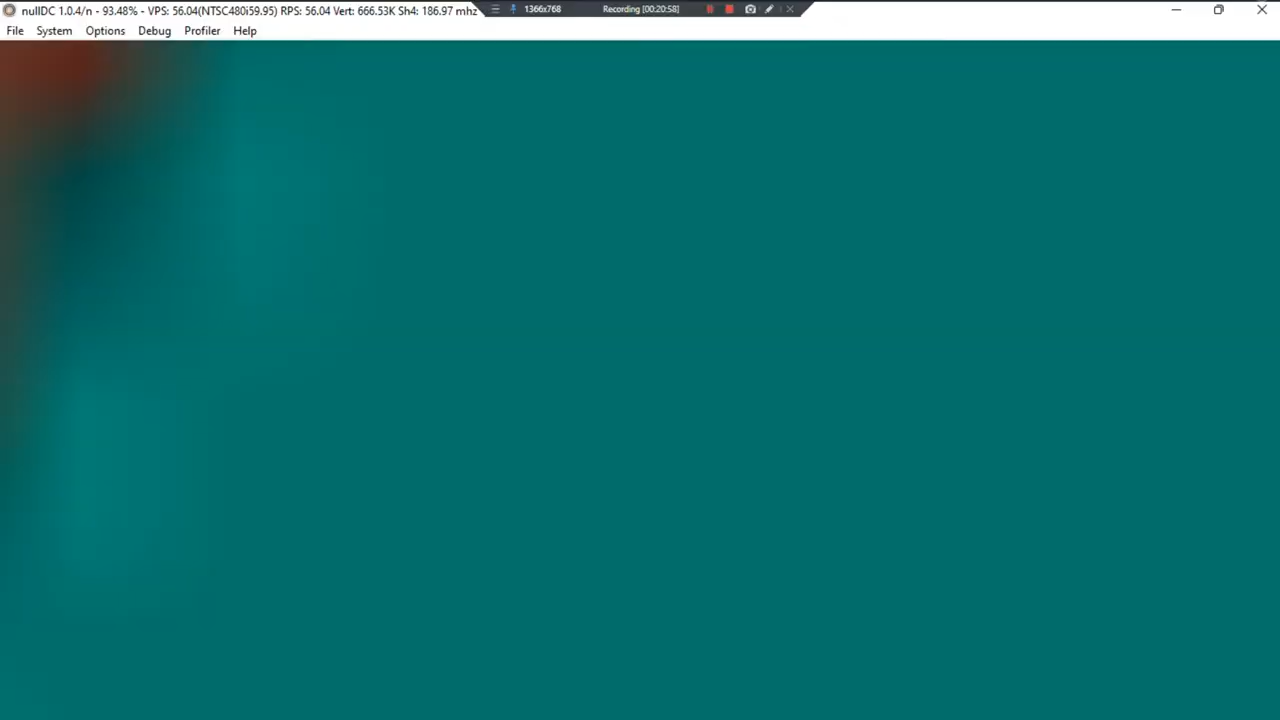 nullDC 1.0.4/n - 93.48% - VPS: 56.04(NTSC480i59.95) RPS: 56.04 Vert: 666.53K Sh4: 186.97 mhz
1366x768
Recording [00:20:58]
File System Options Debug Profiler Help